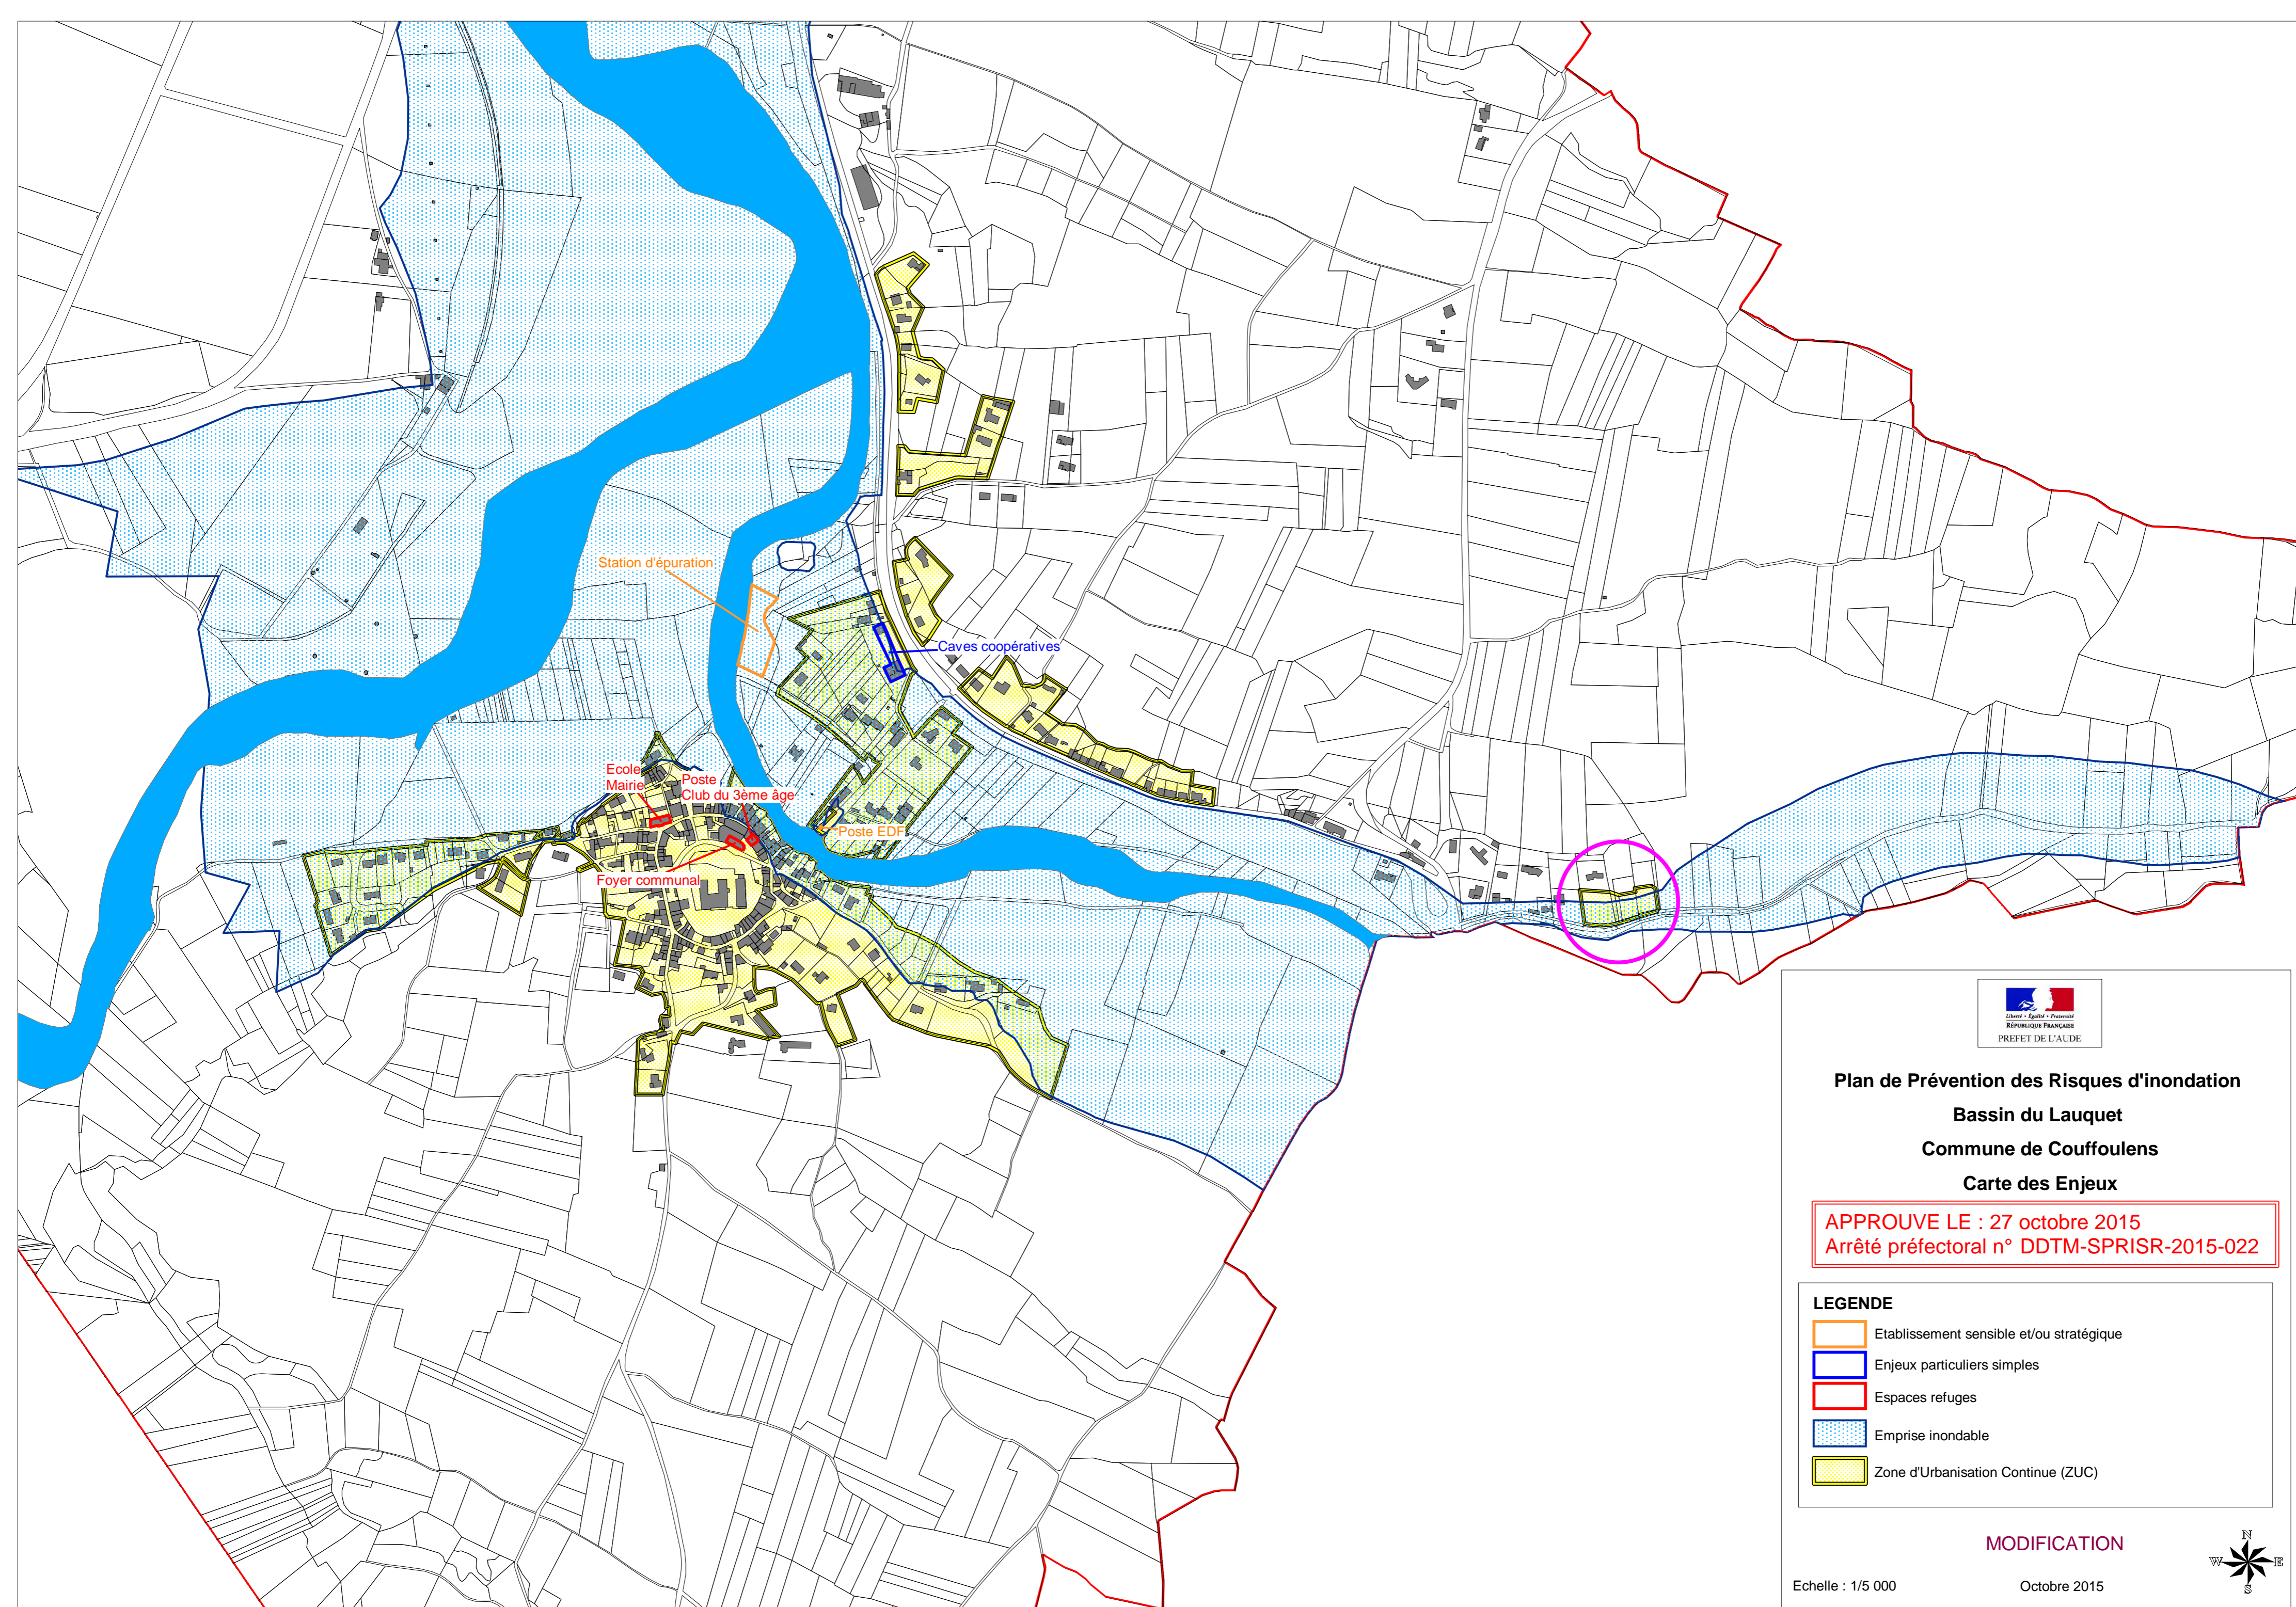 Station d'épuration
Caves coopératives
Ecole
Mairie
Poste
Club du 3ème âge
Poste EDF
Foyer communal
Liberté • Égalité • Fraternité
RÉPUBLIQUE FRANÇAISE
PREFET DE L'AUDE
Plan de Prévention des Risques d'inondation
Bassin du Lauquet
Commune de Couffoulens
Carte des Enjeux
APPROUVE LE : 27 octobre 2015
Arrêté préfectoral n° DDTM-SPRISR-2015-022
LEGENDE
Etablissement sensible et/ou stratégique
Enjeux particuliers simples
Espaces refuges
Emprise inondable
Zone d'Urbanisation Continue (ZUC)
MODIFICATION
N
W
E
S
Echelle : 1/5 000
Octobre 2015